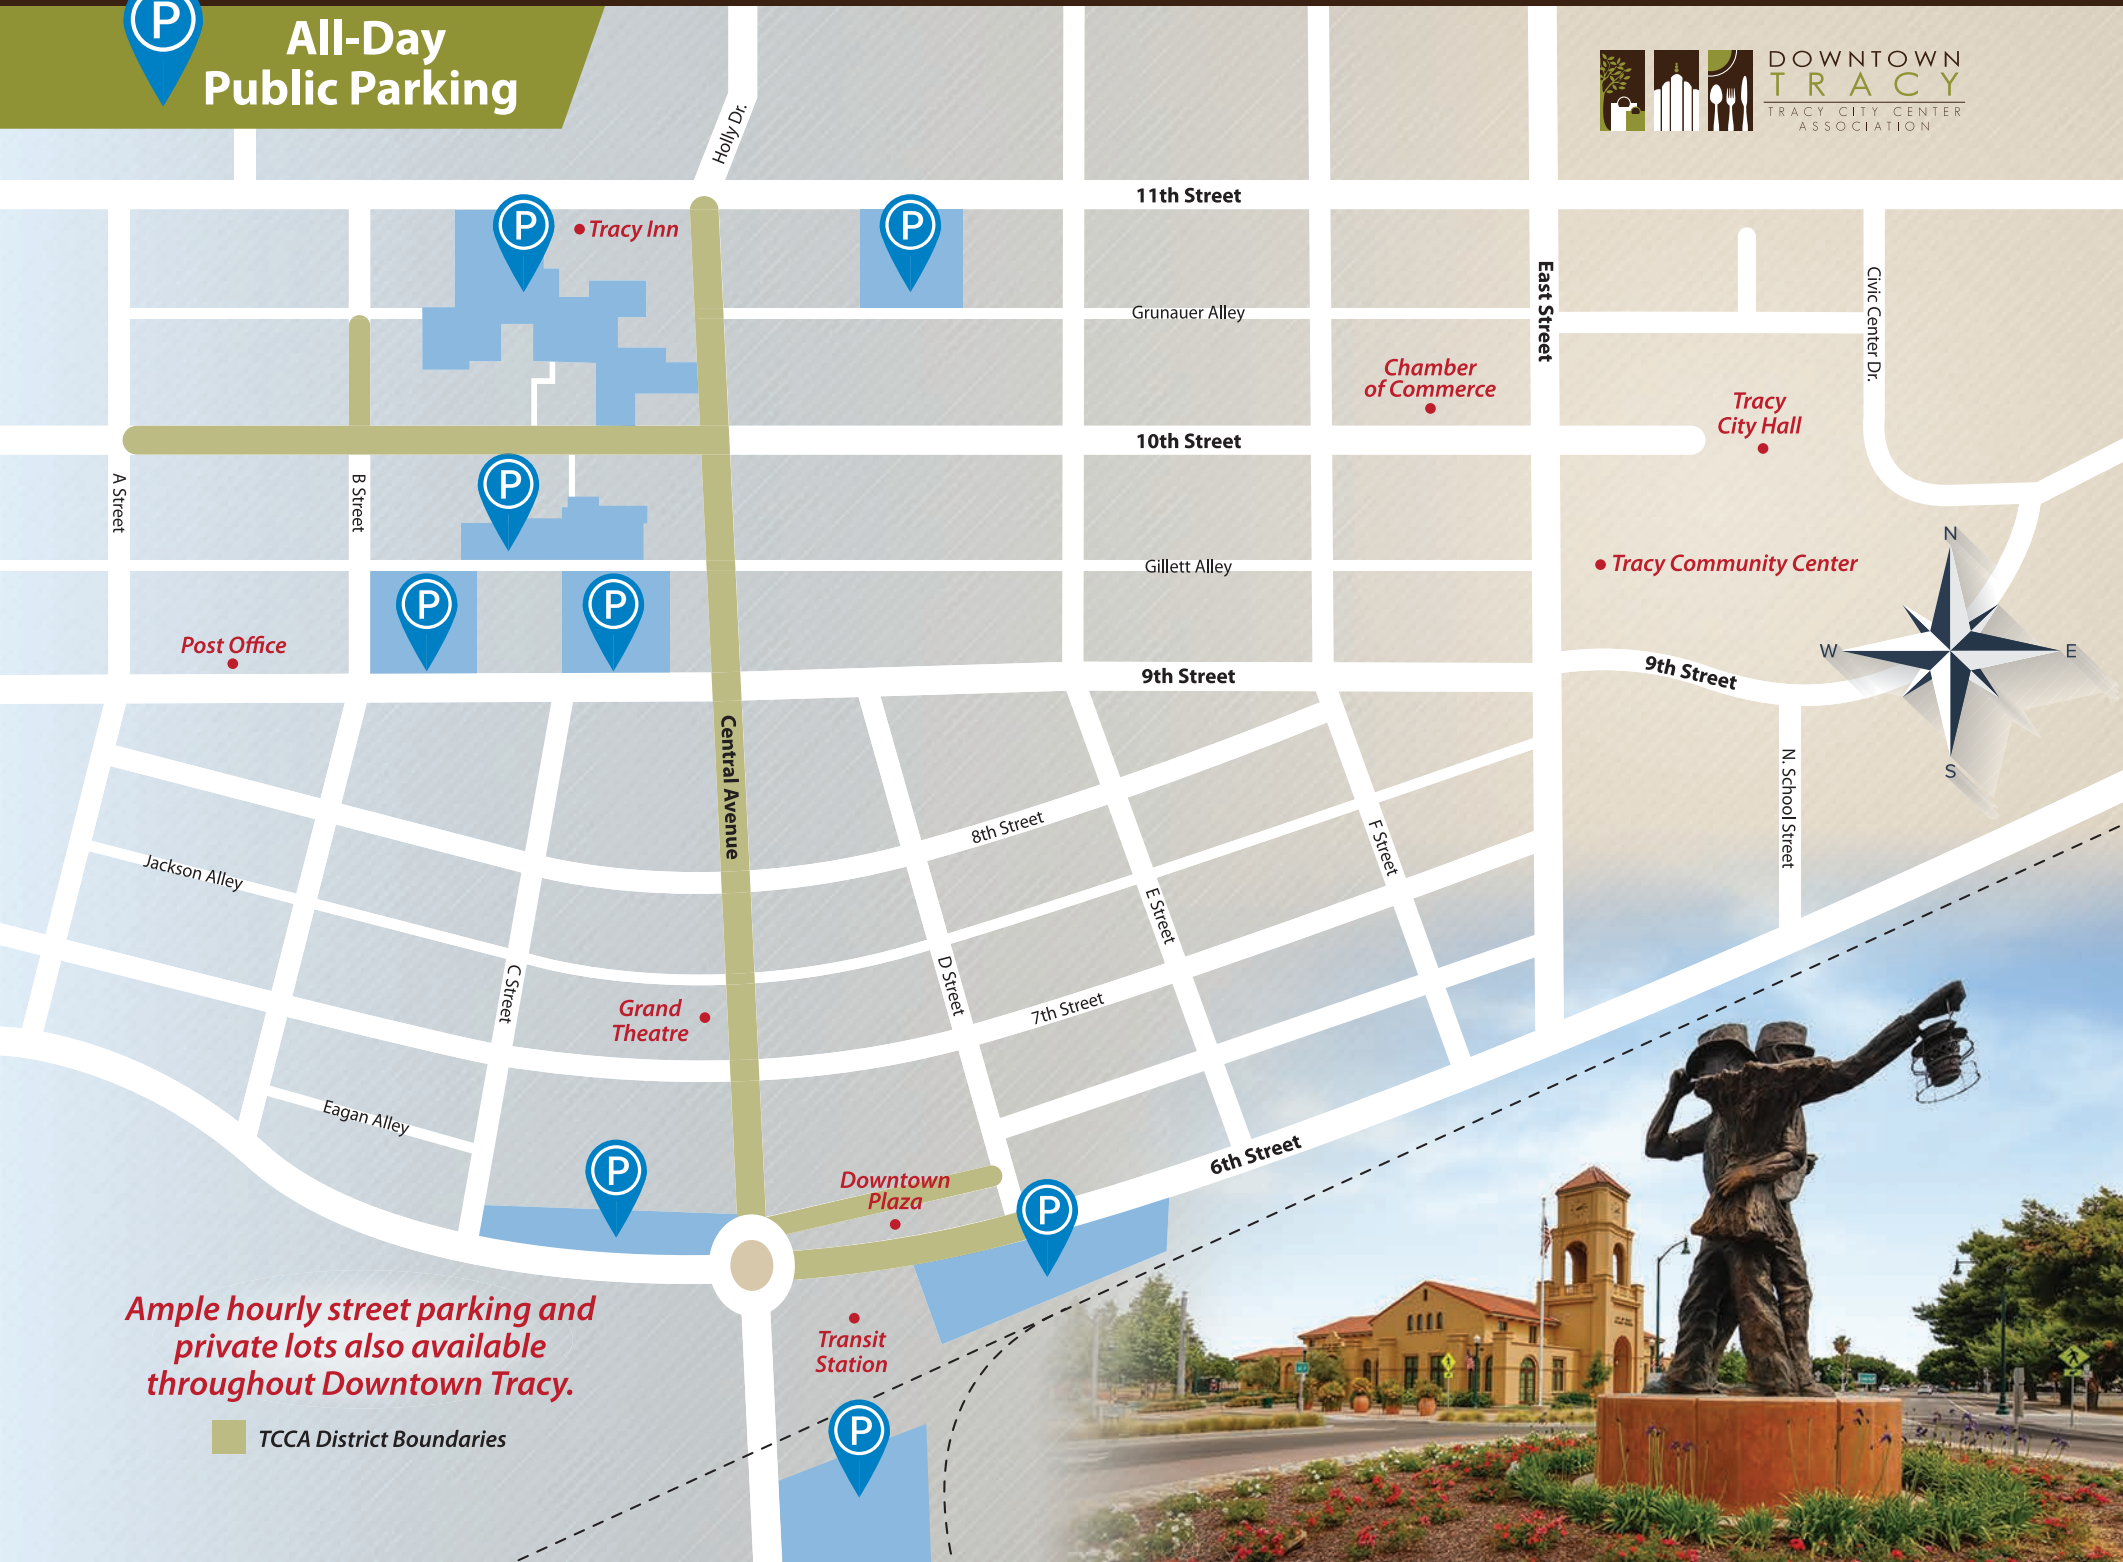 P
All-Day
Public Parking
DOWNTOWN
TRACY
TRACY CITY CENTER
ASSOCIATION
Holly Dr.
11th Street
P
Tracy Inn
P
Grunauer Alley
East Street
Civic Center Dr.
Chamber
of Commerce
Tracy
City Hall
10th Street
A Street
B Street
P
Gillett Alley
Tracy Community Center
N
W
E
S
P
P
Post Office
9th Street
9th Street
Central Avenue
N. School Street
8th Street
F Street
Jackson Alley
E Street
C Street
D Street
7th Street
Grand
Theatre
Eagan Alley
6th Street
P
Downtown
Plaza
P
Ample hourly street parking and
private lots also available
throughout Downtown Tracy.
Transit
Station
P
TCCA District Boundaries